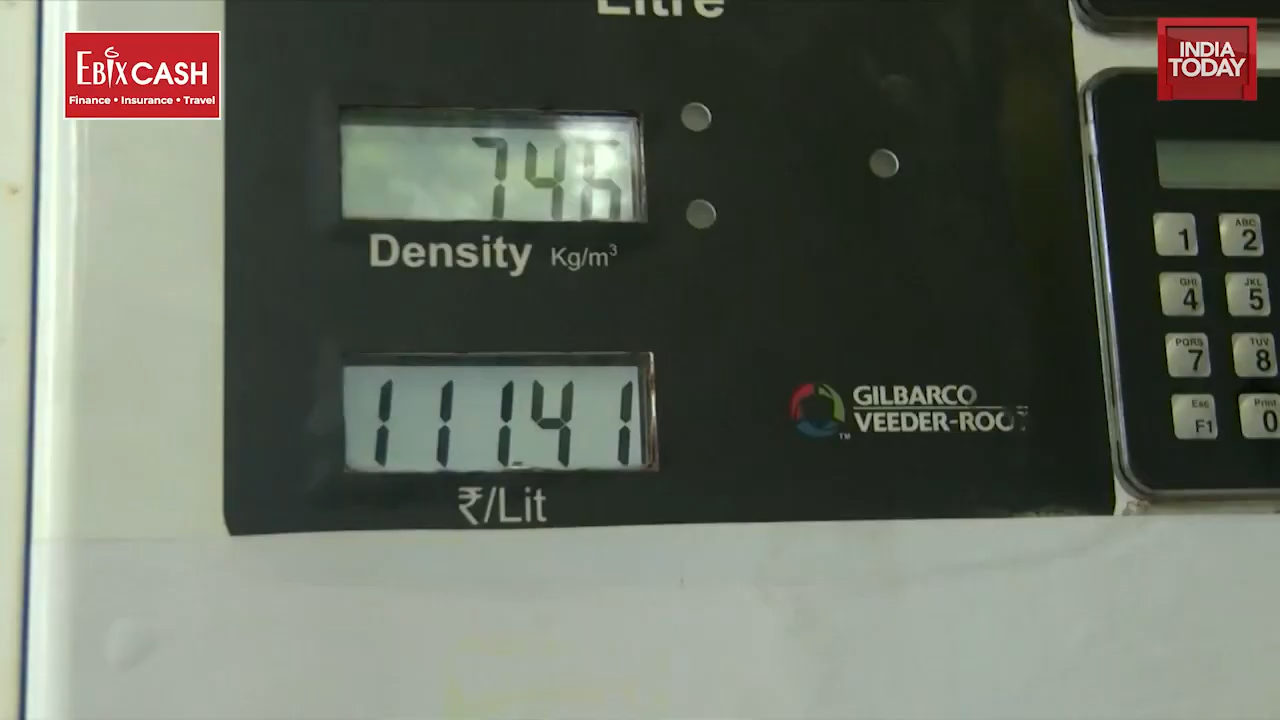 Litre
EBIXCASH
Finance • Insurance • Travel
INDIA
TODAY
746
Density Kg/m³
111.41
₹/Lit
GILBARCO
VEEDER-ROOT
™
1
ABC
2
GHI
4
JKL
5
PQRS
7
TUV
8
Esc
F1
Print
0